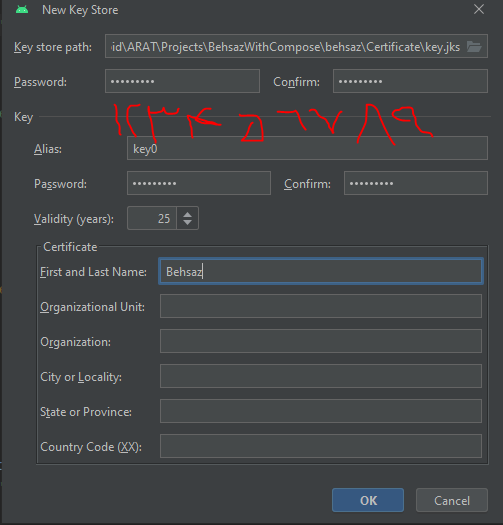 New Key Store
Key store path: oid\ARAT\Projects\BehsazWithCompose\behsaz\Certificate\key.jks
Password: ••••••••• Confirm: •••••••••
Key
Alias: key0
Password: ••••••••• Confirm: •••••••••
Validity (years): 25
Certificate
First and Last Name: Behsaz
Organizational Unit:
Organization:
City or Locality:
State or Province:
Country Code (XX):
OK Cancel